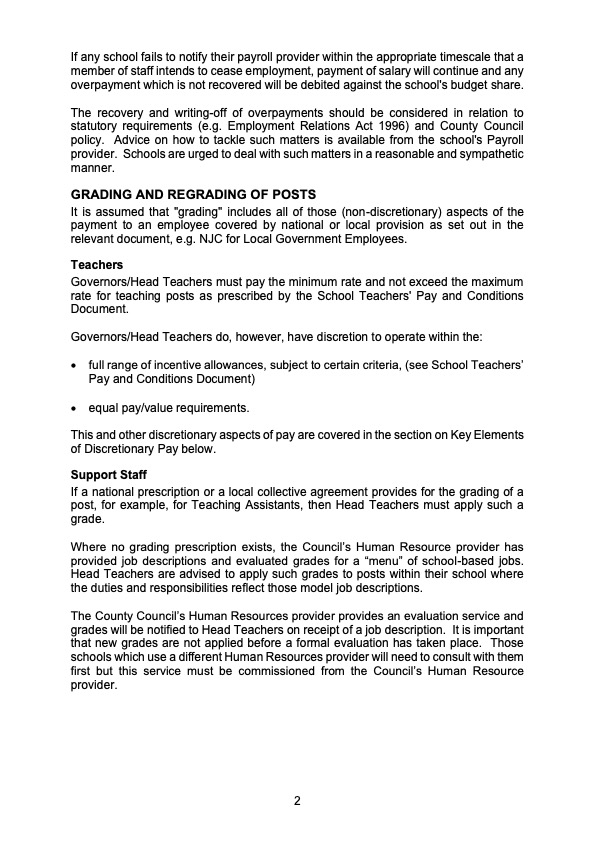 If any school fails to notify their payroll provider within the appropriate timescale that a
member of staff intends to cease employment, payment of salary will continue and any
overpayment which is not recovered will be debited against the school's budget share.
The recovery and writing-off of overpayments should be considered in relation to
statutory requirements (e.g. Employment Relations Act 1996) and County Council
policy. Advice on how to tackle such matters is available from the school's Payroll
provider. Schools are urged to deal with such matters in a reasonable and sympathetic
manner.
GRADING AND REGRADING OF POSTS
It is assumed that "grading" includes all of those (non-discretionary) aspects of the
payment to an employee covered by national or local provision as set out in the
relevant document, e.g. NJC for Local Government Employees.
Teachers
Governors/Head Teachers must pay the minimum rate and not exceed the maximum
rate for teaching posts as prescribed by the School Teachers' Pay and Conditions
Document.
Governors/Head Teachers do, however, have discretion to operate within the:
• full range of incentive allowances, subject to certain criteria, (see School Teachers’
Pay and Conditions Document)
• equal pay/value requirements.
This and other discretionary aspects of pay are covered in the section on Key Elements
of Discretionary Pay below.
Support Staff
If a national prescription or a local collective agreement provides for the grading of a
post, for example, for Teaching Assistants, then Head Teachers must apply such a
grade.
Where no grading prescription exists, the Council’s Human Resource provider has
provided job descriptions and evaluated grades for a “menu” of school-based jobs.
Head Teachers are advised to apply such grades to posts within their school where
the duties and responsibilities reflect those model job descriptions.
The County Council’s Human Resources provider provides an evaluation service and
grades will be notified to Head Teachers on receipt of a job description. It is important
that new grades are not applied before a formal evaluation has taken place. Those
schools which use a different Human Resources provider will need to consult with them
first but this service must be commissioned from the Council’s Human Resource
provider.
2